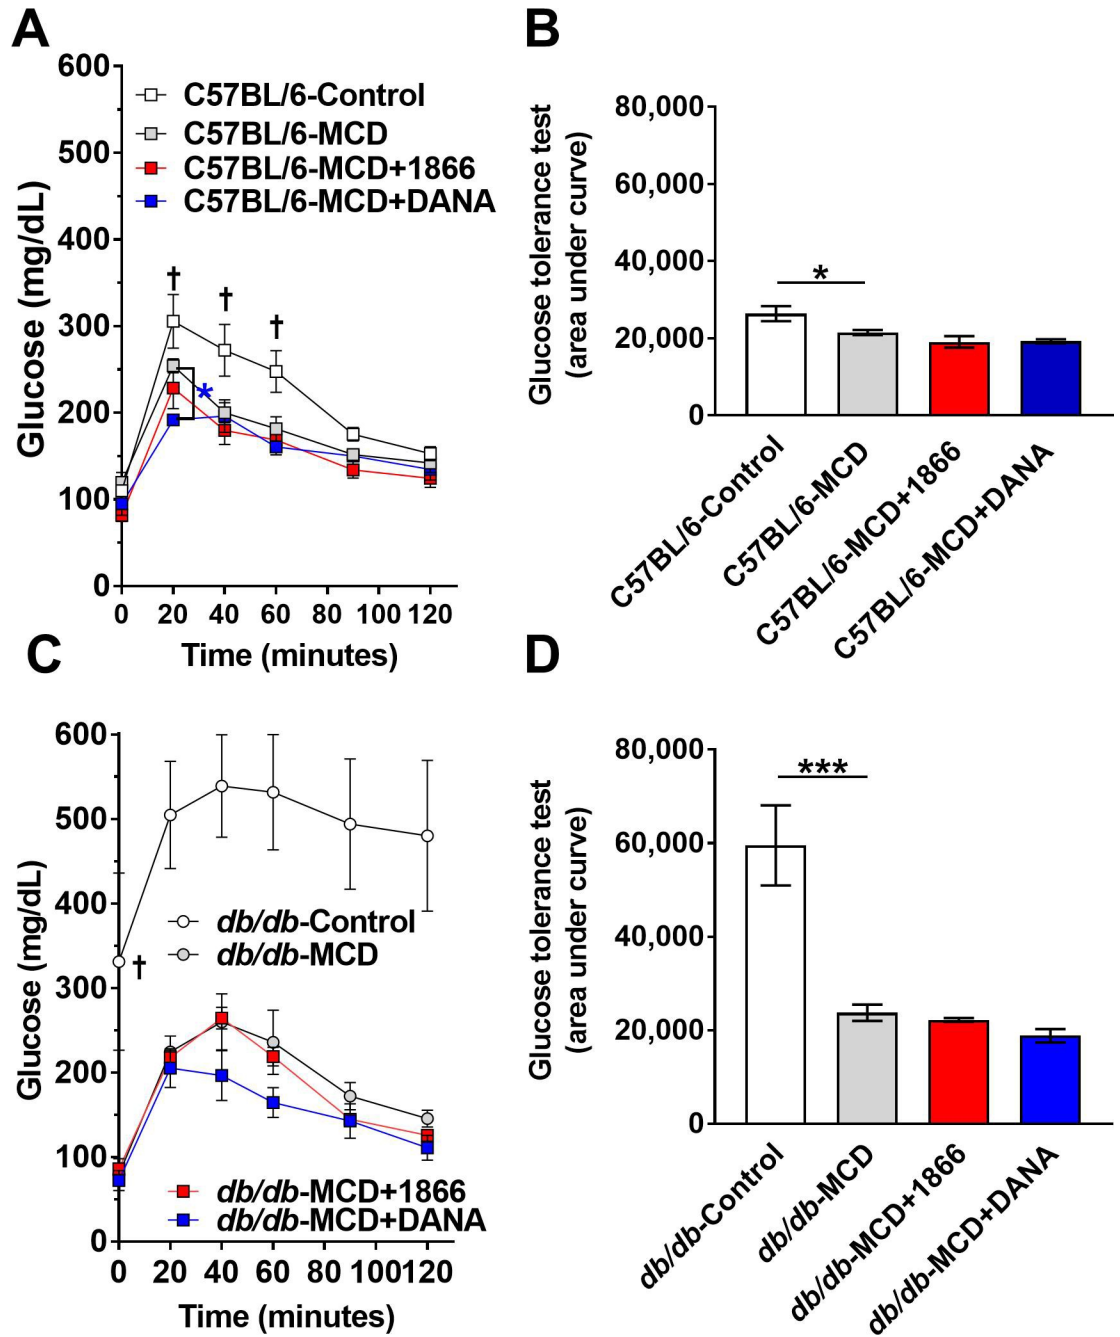 A
600
500
400
300
200
100
0
Glucose (mg/dL)
C57BL/6-Control
C57BL/6-MCD
C57BL/6-MCD+1866
C57BL/6-MCD+DANA
†
†
†
*
0
20
40
60
80
100
120
Time (minutes)
B
80,000
60,000
40,000
20,000
0
Glucose tolerance test
(area under curve)
*
C57BL/6-Control
C57BL/6-MCD
C57BL/6-MCD+1866
C57BL/6-MCD+DANA
C
600
500
400
300
200
100
0
Glucose (mg/dL)
db/db-Control
db/db-MCD
†
db/db-MCD+1866
db/db-MCD+DANA
0
20
40
60
80
100
120
Time (minutes)
D
80,000
60,000
40,000
20,000
0
Glucose tolerance test
(area under curve)
***
db/db-Control
db/db-MCD
db/db-MCD+1866
db/db-MCD+DANA